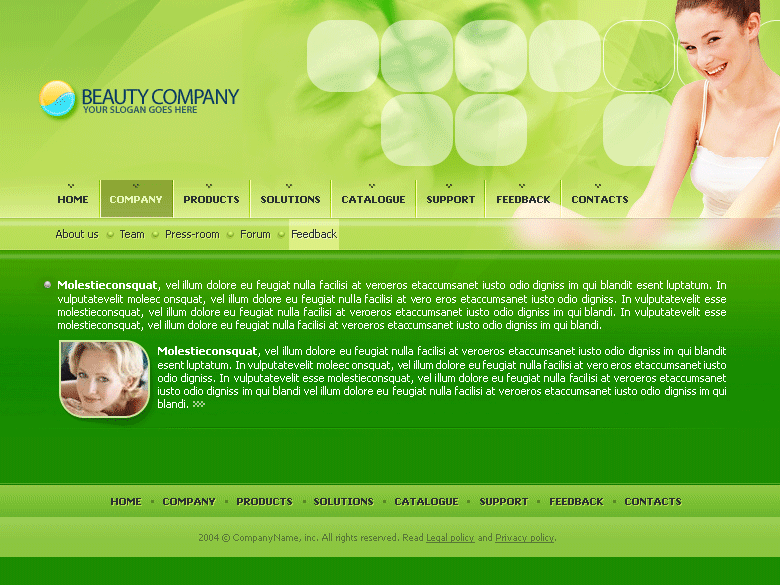 BEAUTY COMPANY
YOUR SLOGAN GOES HERE
HOME COMPANY PRODUCTS SOLUTIONS CATALOGUE SUPPORT FEEDBACK CONTACTS
About us Team Press-room Forum Feedback
Molestieconsquat, vel illum dolore eu feugiat nulla facilisi at veroeros etaccumsanet iusto odio digniss im qui blandit esent luptatum. In
vulputatevelit moleec onsquat, vel illum dolore eu feugiat nulla facilisi at vero eros etaccumsanet iusto odio digniss. In vulputatevelit esse
molestieconsquat, vel illum dolore eu feugiat nulla facilisi at veroeros etaccumsanet iusto odio digniss im qui blandi. In vulputatevelit esse
molestieconsquat, vel illum dolore eu feugiat nulla facilisi at veroeros etaccumsanet iusto odio digniss im qui blandi.
Molestieconsquat, vel illum dolore eu feugiat nulla facilisi at veroeros etaccumsanet iusto odio digniss im qui blandit
esent luptatum. In vulputatevelit moleec onsquat, vel illum dolore eu feugiat nulla facilisi at vero eros etaccumsanet iusto
odio digniss. In vulputatevelit esse molestieconsquat, vel illum dolore eu feugiat nulla facilisi at veroeros etaccumsanet
iusto odio digniss im qui blandi vel illum dolore eu feugiat nulla facilisi at veroeros etaccumsanet iusto odio digniss im qui
blandi.
HOME COMPANY PRODUCTS SOLUTIONS CATALOGUE SUPPORT FEEDBACK CONTACTS
2004 © CompanyName, inc. All rights reserved. Read Legal policy and Privacy policy.